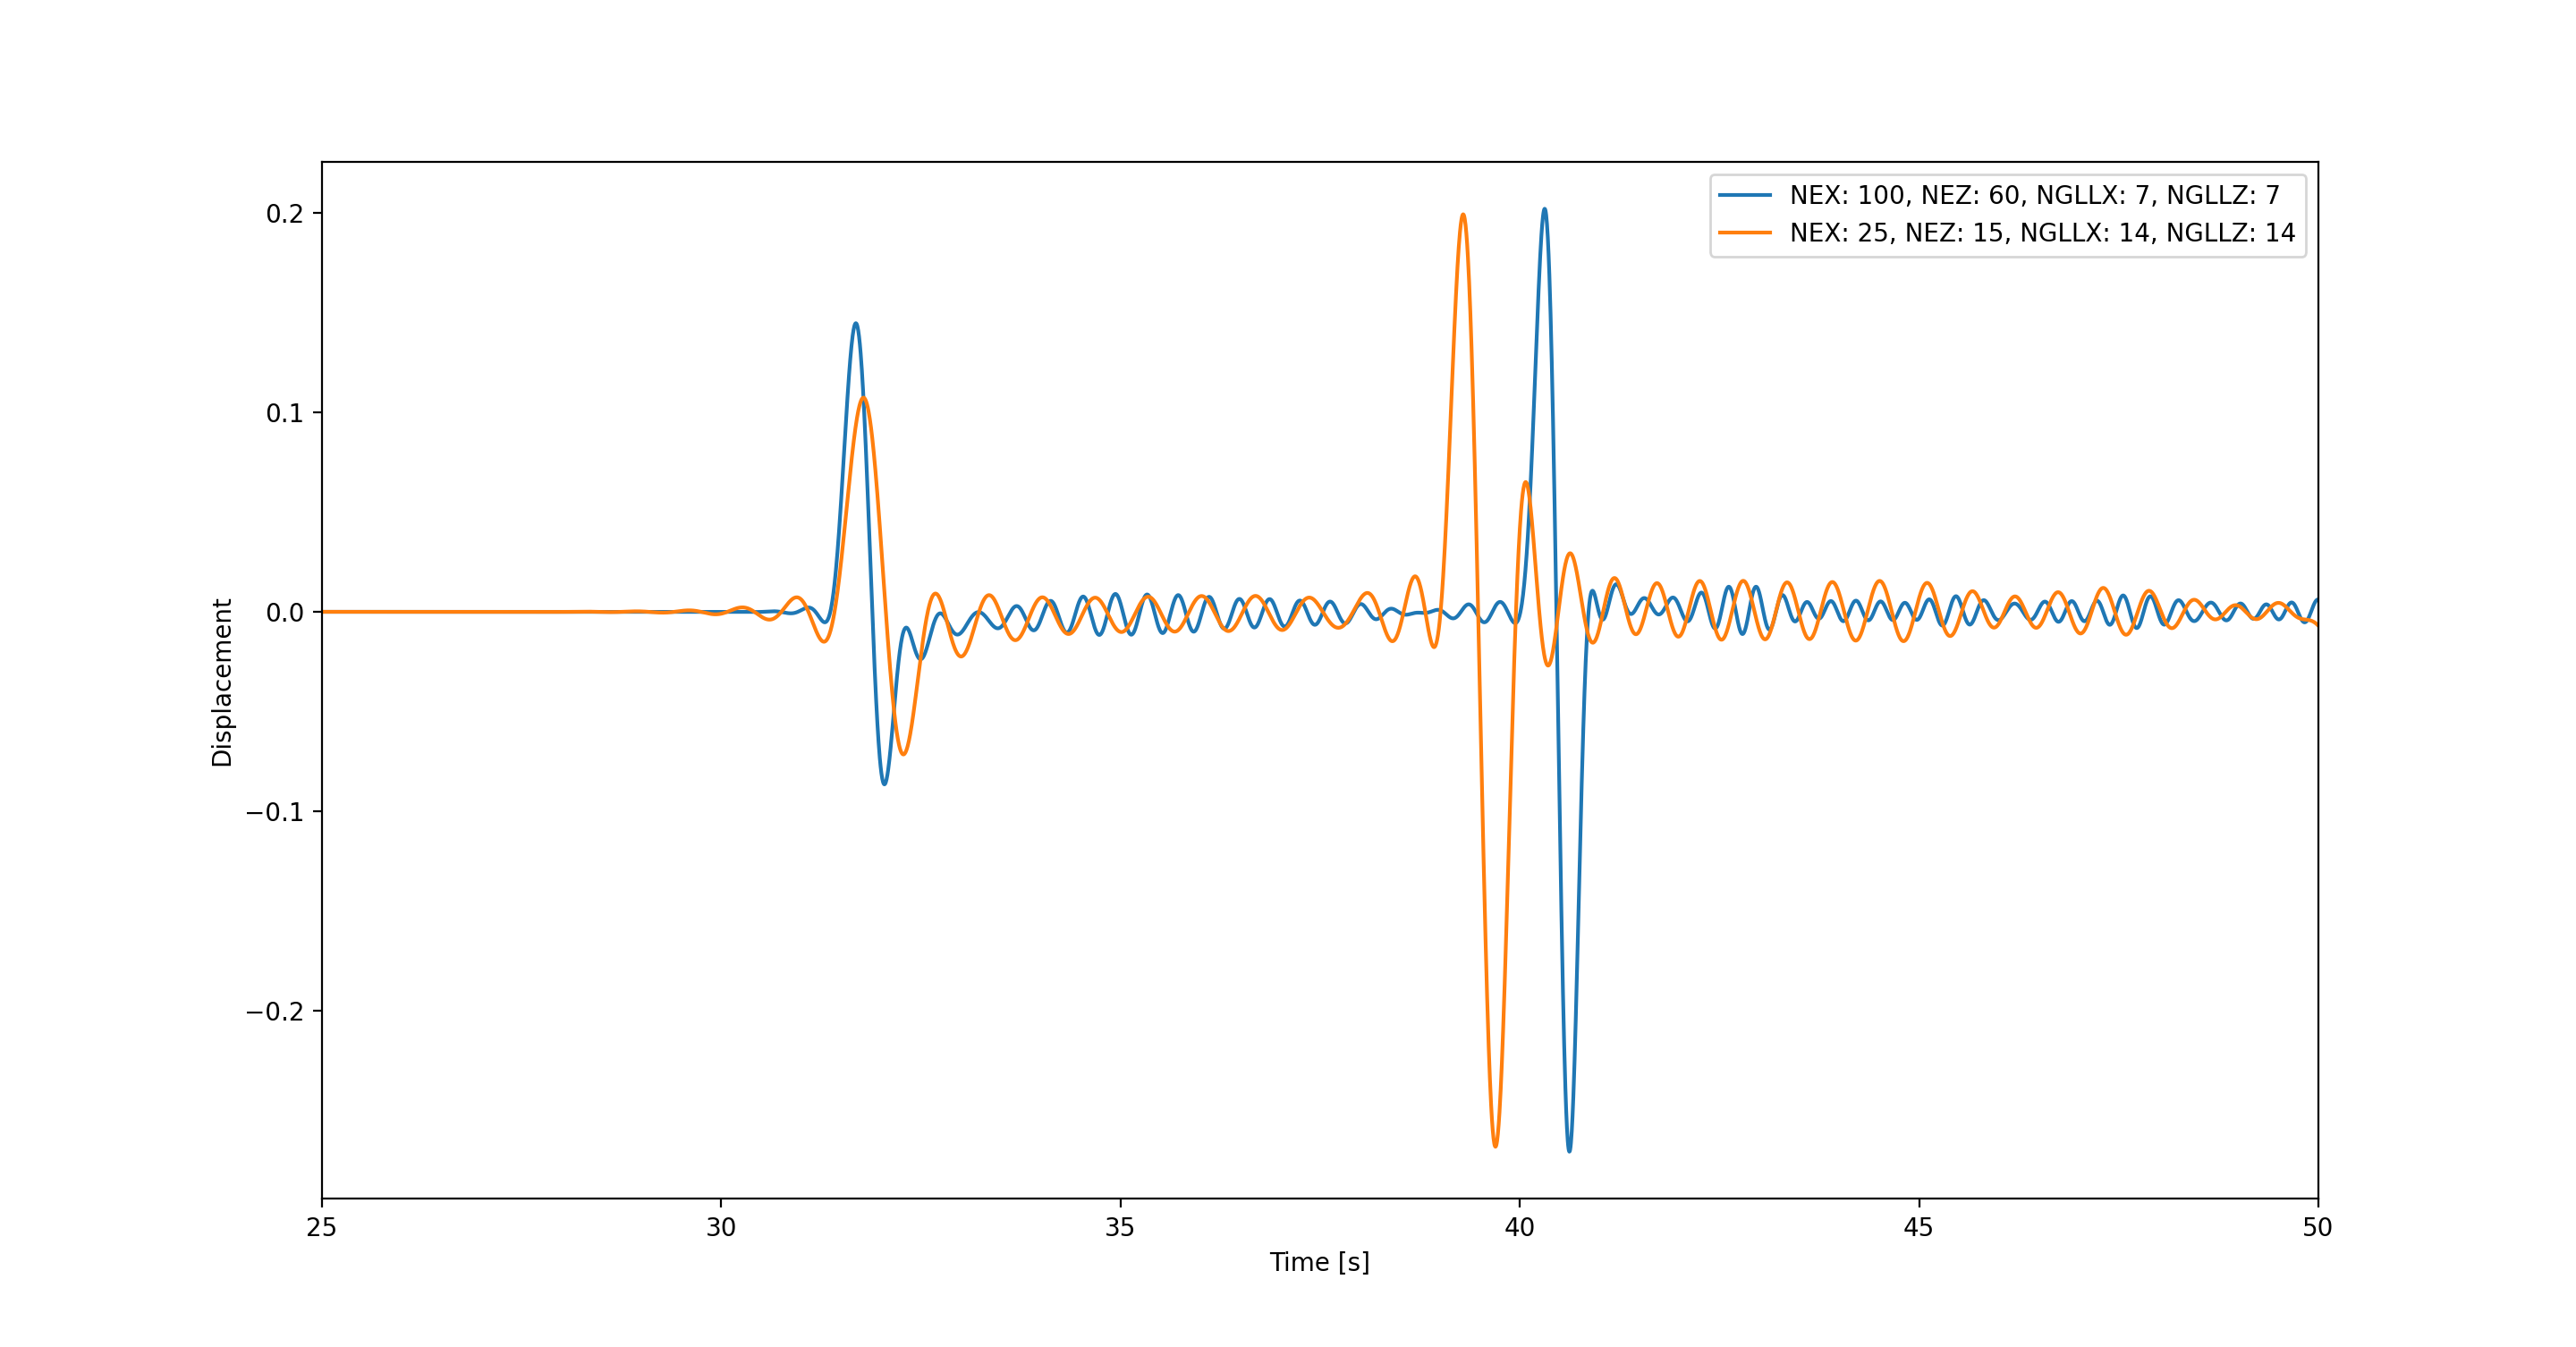 NEX: 100, NEZ: 60, NGLLX: 7, NGLLZ: 7
NEX: 25, NEZ: 15, NGLLX: 14, NGLLZ: 14
0.2
0.1
0.0
−0.1
−0.2
Displacement
25
30
35
40
45
50
Time [s]